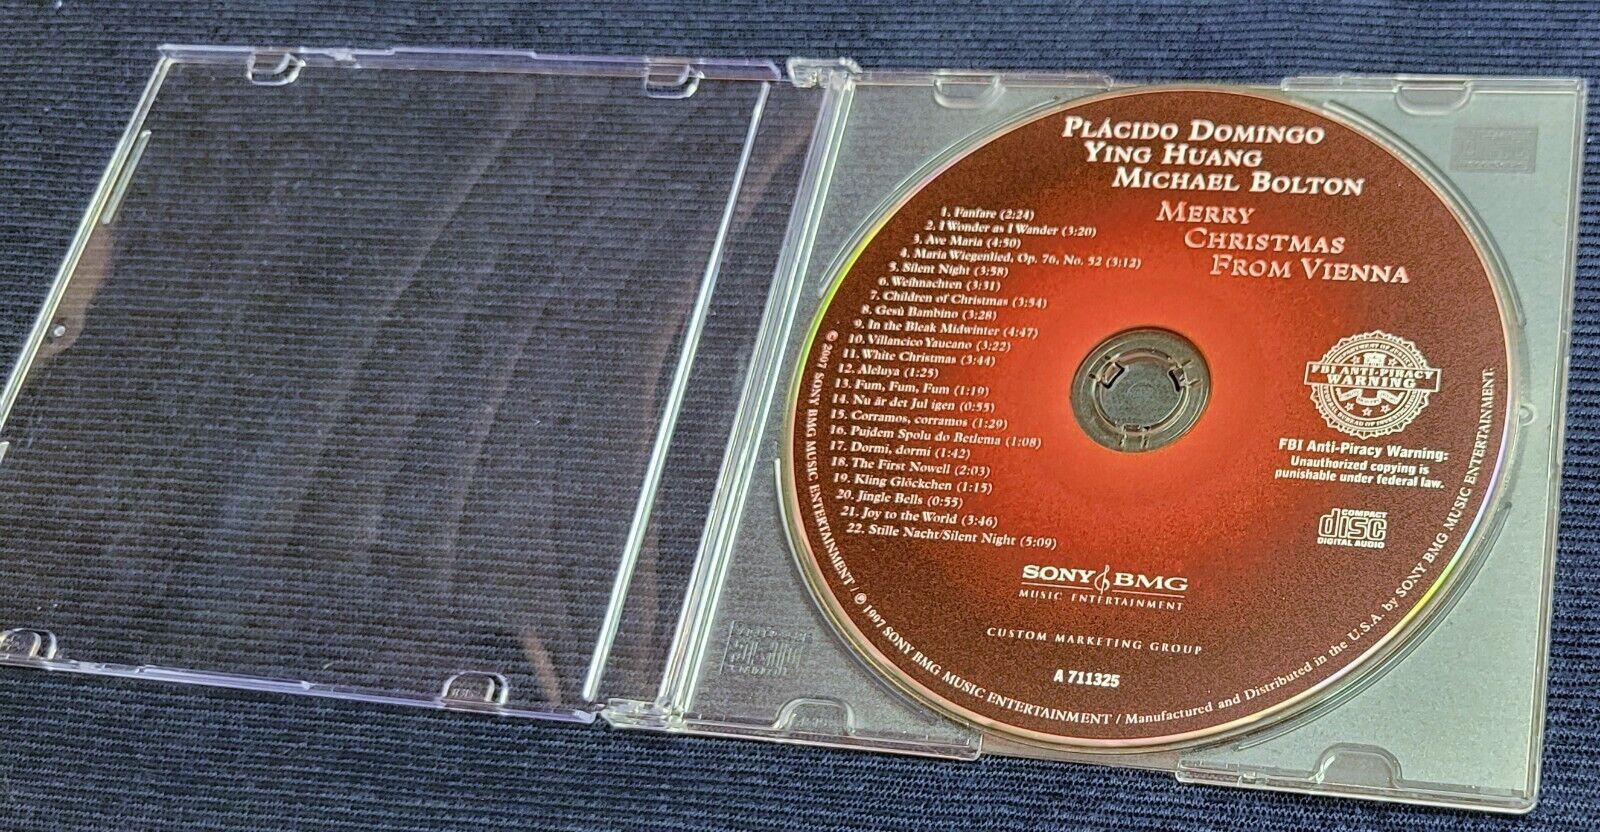 PLÁCIDO DOMINGO
YING HUANG
MICHAEL BOLTON
MERRY
CHRISTMAS
FROM VIENNA
1. Fanfare (2:24)
2. I Wonder as I Wander (3:20)
3. Ave Maria (4:50)
4. Maria Wiegenlied, Op. 76, No. 52 (3:12)
5. Silent Night (3:58)
6. Weihnachten (3:31)
7. Children of Christmas (3:54)
8. Gesù Bambino (3:28)
9. In the Bleak Midwinter (4:47)
10. Villancico Yaucano (3:22)
11. White Christmas (3:44)
12. Aleluya (1:25)
13. Fum, Fum, Fum (1:19)
14. Nu är det Jul igen (0:55)
15. Corramos, corramos (1:29)
16. Pujdem Spolu do Betlema (1:08)
17. Dormi, dormi (1:42)
18. The First Nowell (2:03)
19. Kling Glöckchen (1:15)
20. Jingle Bells (0:55)
21. Joy to the World (3:46)
22. Stille Nacht/Silent Night (5:09)
FBI ANTI-PIRACY
WARNING
FBI Anti-Piracy Warning:
Unauthorized copying is
punishable under federal law.
COMPACT
disc
DIGITAL AUDIO
SONY BMG
MUSIC ENTERTAINMENT
CUSTOM MARKETING GROUP
A 711325
© 2007 SONY BMG MUSIC ENTERTAINMENT / ℗ 1997 SONY BMG MUSIC ENTERTAINMENT / Manufactured and Distributed in the U.S.A. by SONY BMG MUSIC ENTERTAINMENT.